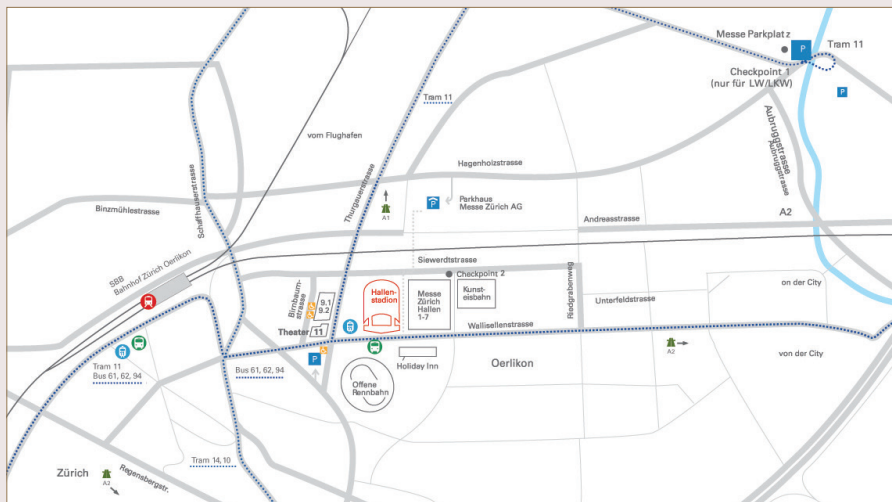 Messe Parkplatz
P
Tram 11
Checkpoint 1
(nur für LW/LKW)
P
Tram 11
vom Flughafen
Aubruggstrasse
Aubruggstrasse
Schaffhauserstrasse
Thurgauerstrasse
Hagenholzstrasse
Binzmühlestrasse
A1
P
Parkhaus
Messe Zürich AG
Andreasstrasse
A2
SBB
Bahnhof Zürich Oerlikon
Siewerdtstrasse
Checkpoint 2
Riedgrabenweg
on der City
Birnbaum-
strasse
9.1
9.2
Hallen-
stadion
Messe
Zürich
Hallen
1-7
Kunst-
eisbahn
Unterfeldstrasse
Theater
11
Wallisellenstrasse
von der City
A2
P
Holiday Inn
Oerlikon
Tram 11
Bus 61, 62, 94
Bus 61, 62, 94
Offene
Rennbahn
Tram 14,10
Zürich
A3
Regensbergstr.